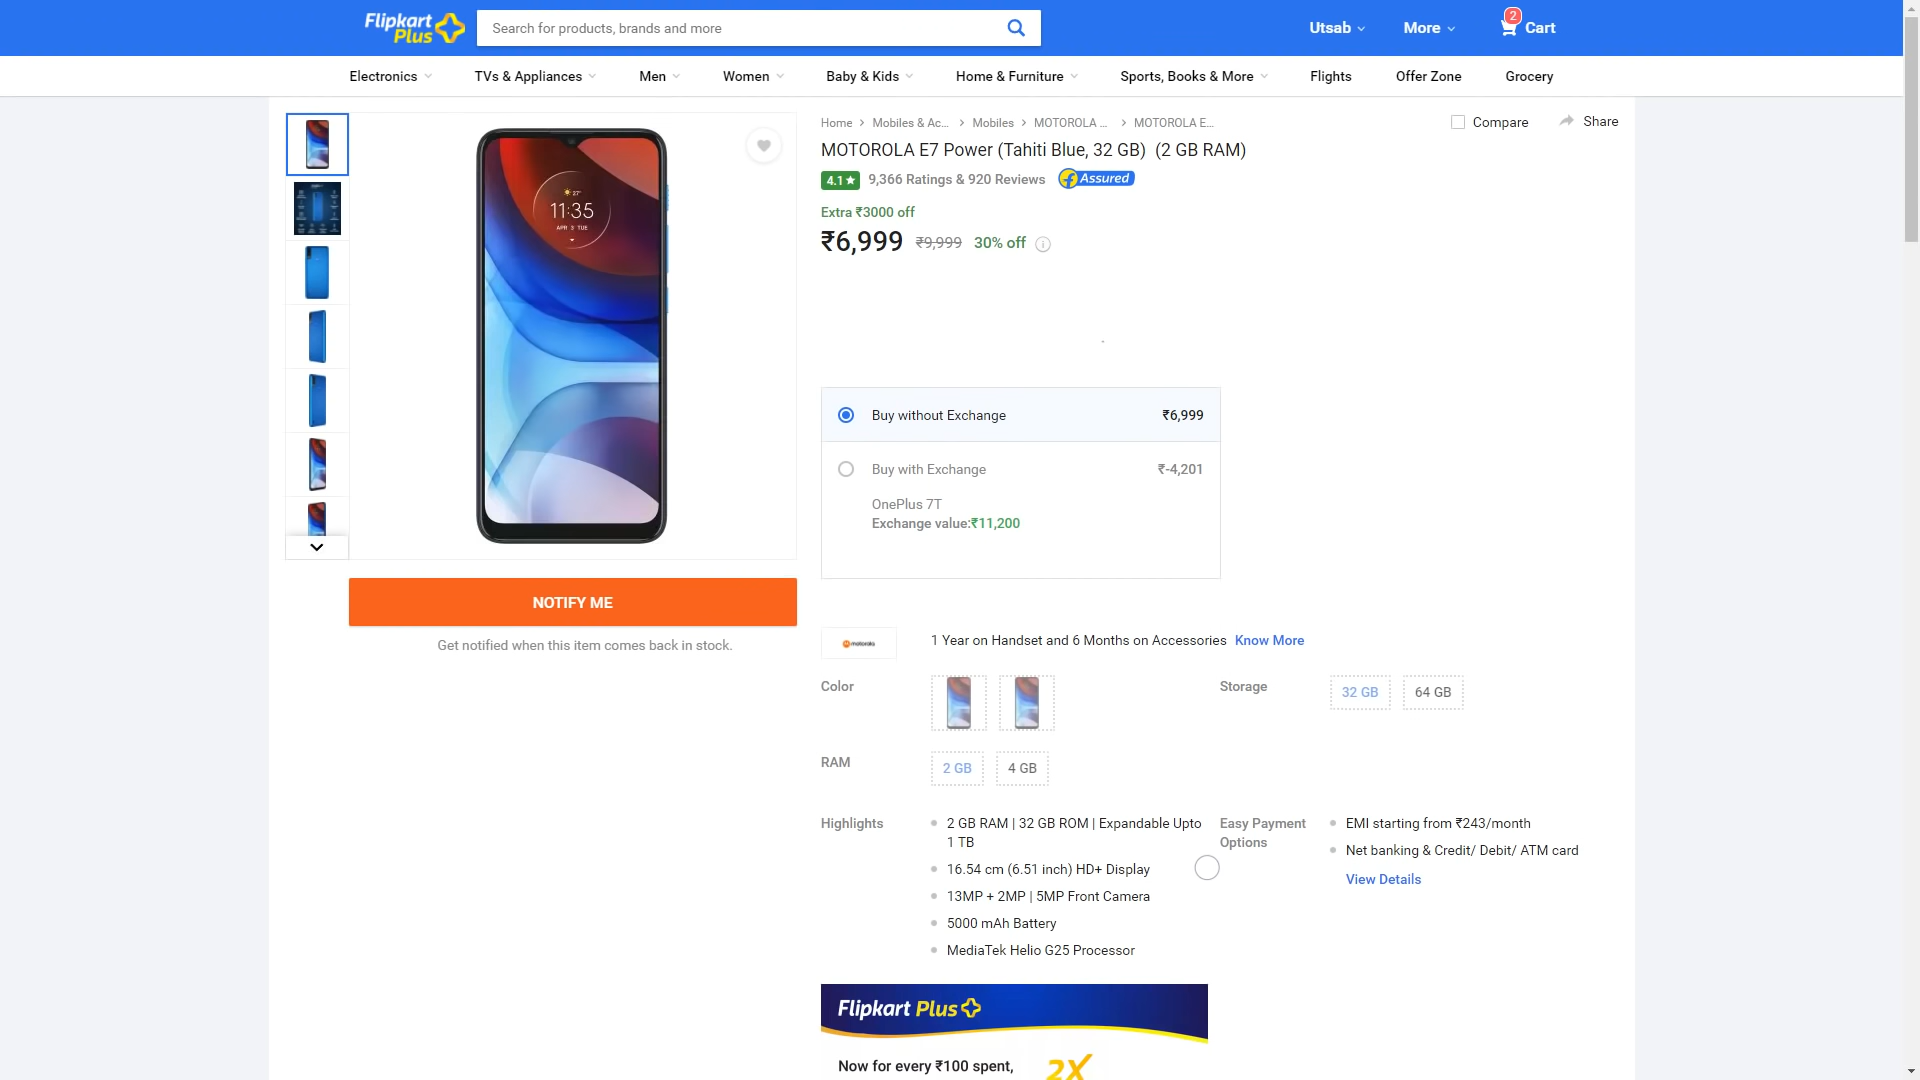 Flipkart
Plus
Search for products, brands and more
Utsab
More
2
Cart
Electronics
TVs & Appliances
Men
Women
Baby & Kids
Home & Furniture
Sports, Books & More
Flights
Offer Zone
Grocery
Home
Mobiles & Ac...
Mobiles
MOTOROLA ...
MOTOROLA E...
Compare
Share
MOTOROLA E7 Power (Tahiti Blue, 32 GB) (2 GB RAM)
4.1★ 9,366 Ratings & 920 Reviews Assured
Extra ₹3000 off
₹6,999 ₹9,999 30% off i
27°
11:35
APR 3 TUE
Buy without Exchange ₹6,999
Buy with Exchange ₹-4,201
OnePlus 7T
Exchange value:₹11,200
NOTIFY ME
Get notified when this item comes back in stock.
motorola
1 Year on Handset and 6 Months on Accessories Know More
Color
Storage
32 GB
64 GB
RAM
2 GB
4 GB
Highlights
2 GB RAM | 32 GB ROM | Expandable Upto
1 TB
16.54 cm (6.51 inch) HD+ Display
13MP + 2MP | 5MP Front Camera
5000 mAh Battery
MediaTek Helio G25 Processor
Easy Payment
Options
EMI starting from ₹243/month
Net banking & Credit/ Debit/ ATM card
View Details
Flipkart Plus
Now for every ₹100 spent,
2X